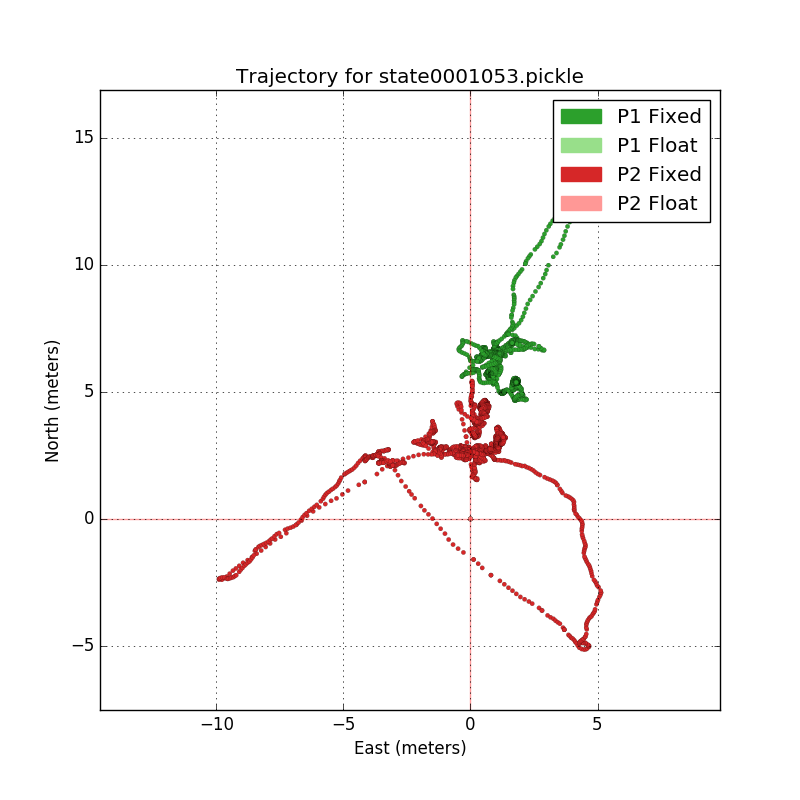 Trajectory for state0001053.pickle
P1 Fixed
P1 Float
P2 Fixed
P2 Float
15
10
5
0
−5
−10
−5
0
5
North (meters)
East (meters)